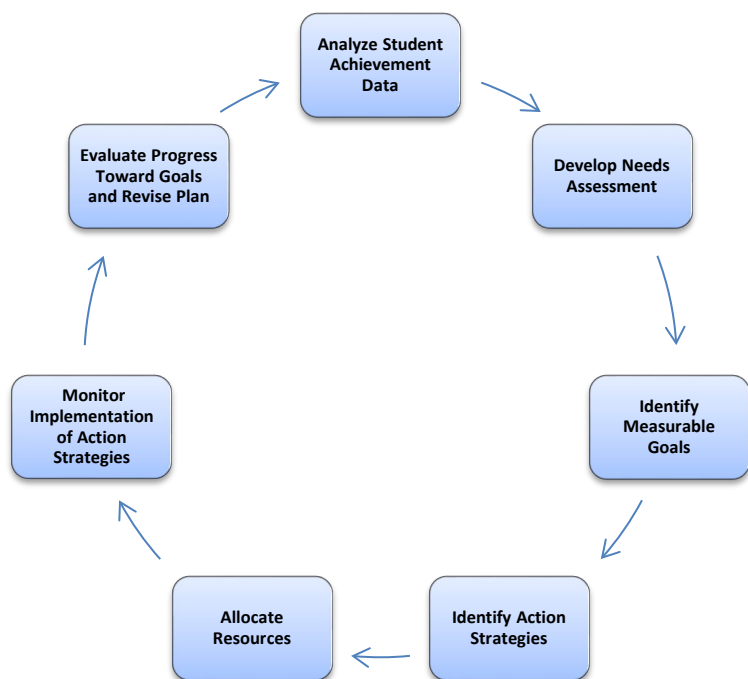 Analyze Student
Achievement
Data
Develop Needs
Assessment
Identify
Measurable
Goals
Identify Action
Strategies
Allocate
Resources
Monitor
Implementation
of Action
Strategies
Evaluate Progress
Toward Goals
and Revise Plan